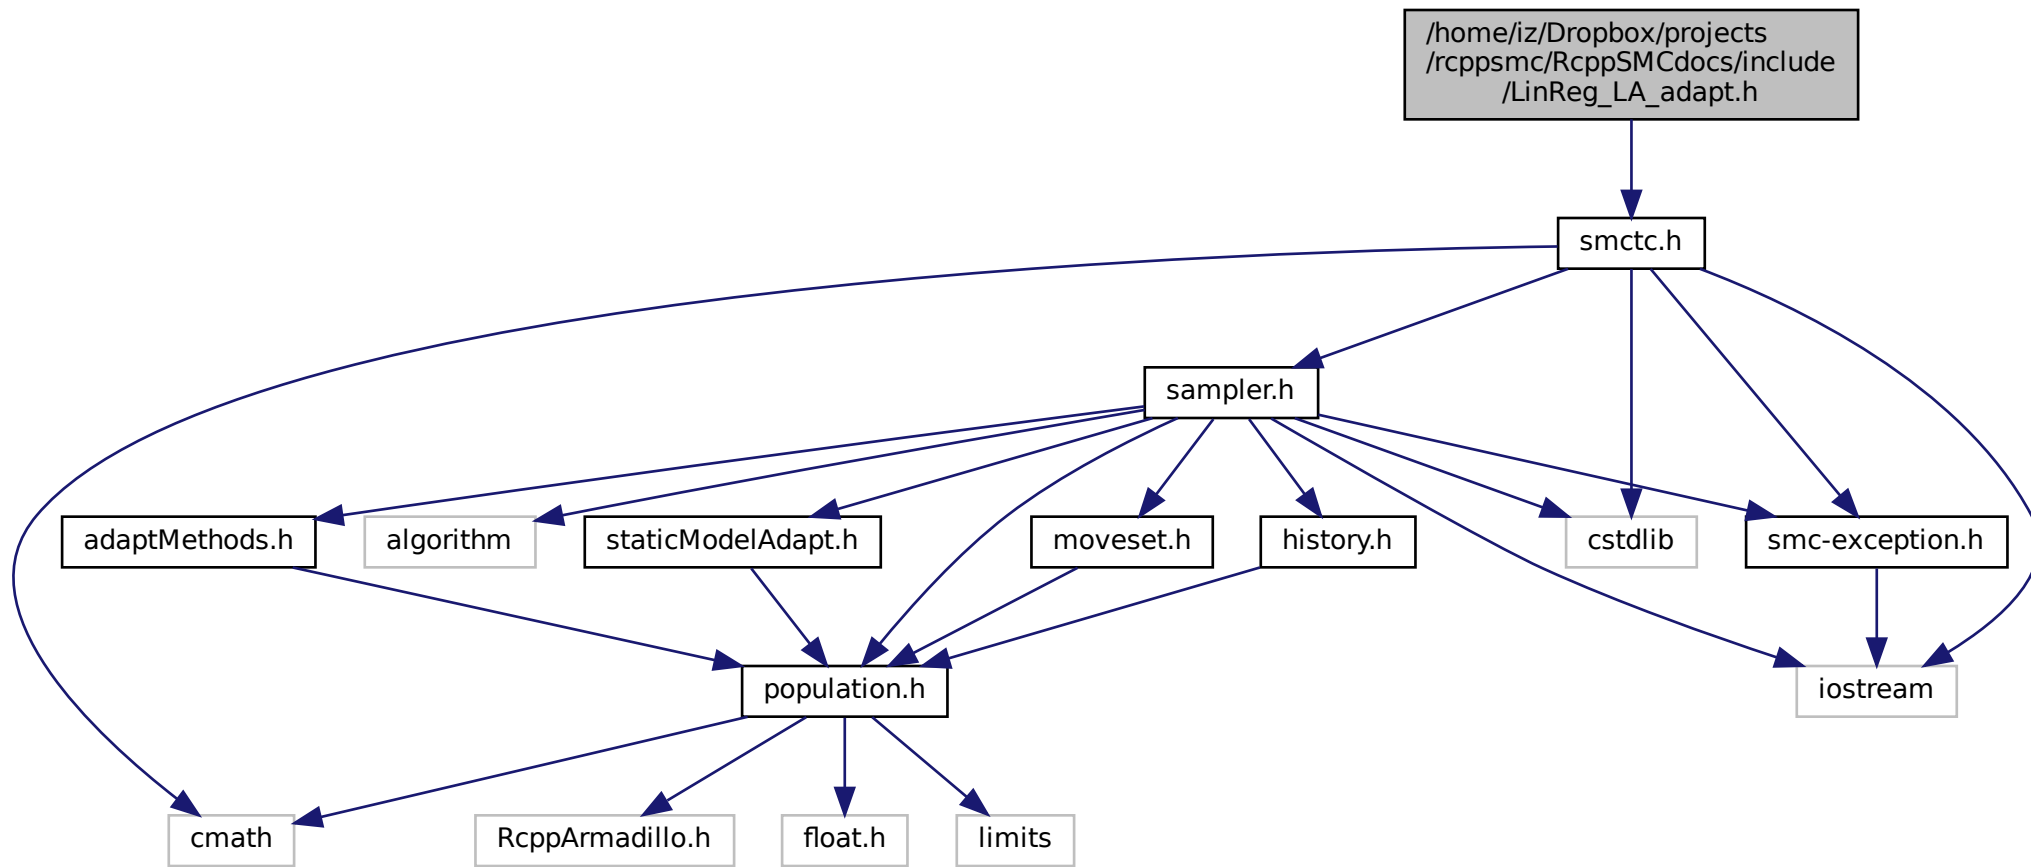 /home/iz/Dropbox/projects
/rcppsmc/RcppSMCdocs/include
/LinReg_LA_adapt.h
smctc.h
sampler.h
adaptMethods.h
algorithm
staticModelAdapt.h
moveset.h
history.h
cstdlib
smc-exception.h
population.h
iostream
cmath
RcppArmadillo.h
float.h
limits